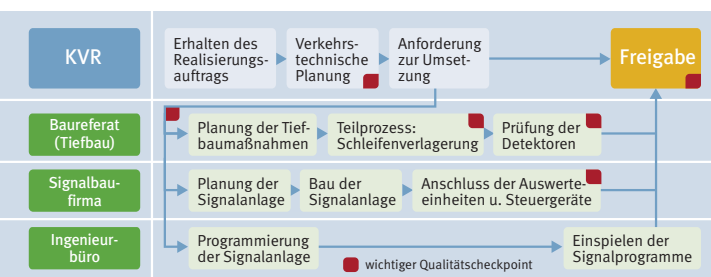 KVR
Erhalten des
Realisierungs-
auftrags
Verkehrs-
technische
Planung
Anforderung
zur Umset-
zung
Freigabe
Baureferat
(Tiefbau)
Planung der Tief-
baumaßnahmen
Teilprozess:
Schleifenverlagerung
Prüfung der
Detektoren
Signalbau-
firma
Planung der
Signalanlage
Bau der
Signalanlage
Anschluss der Auswerte-
einheiten u. Steuergeräte
Ingenieur-
büro
Programmierung
der Signalanlage
Einspielen der
Signalprogramme
wichtiger Qualitätscheckpoint